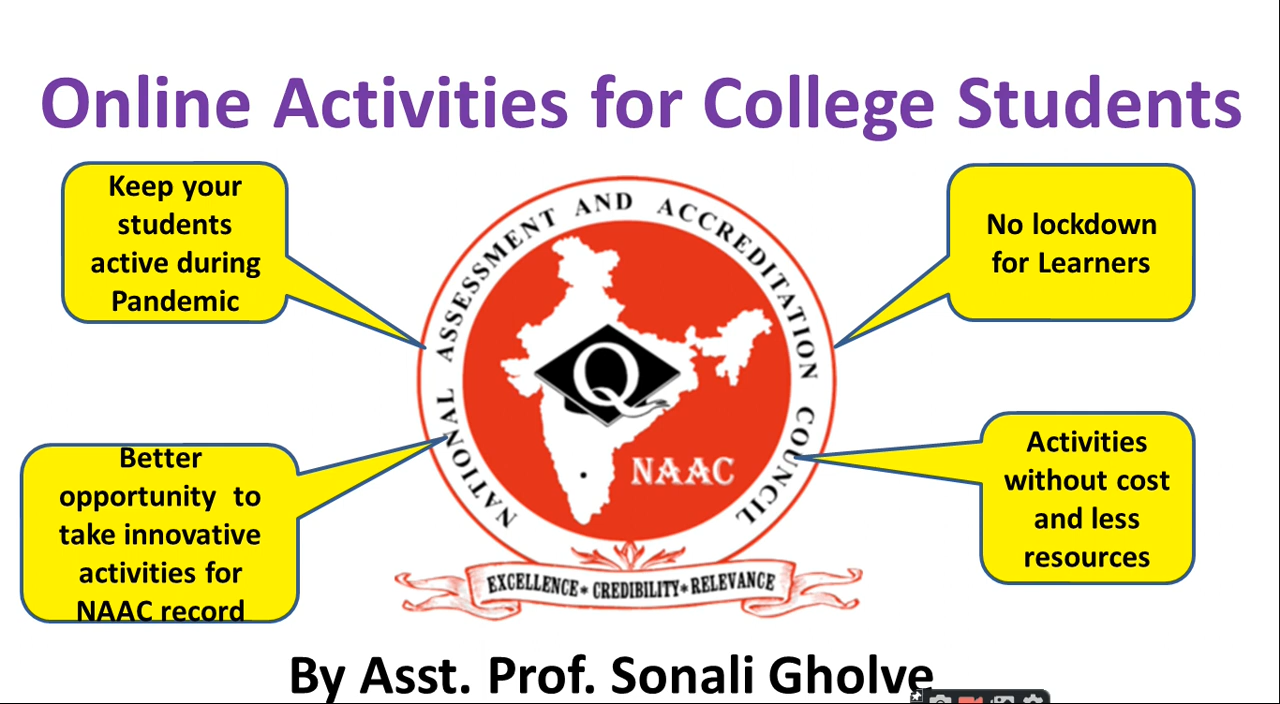 Online Activities for College Students
Keep your
students
active during
Pandemic
No lockdown
for Learners
NATIONAL ASSESSMENT AND ACCREDITATION COUNCIL
Q
NAAC
Better
opportunity to
take innovative
activities for
NAAC record
Activities
without cost
and less
resources
EXCELLENCE * CREDIBILITY * RELEVANCE
By Asst. Prof. Sonali Gholve